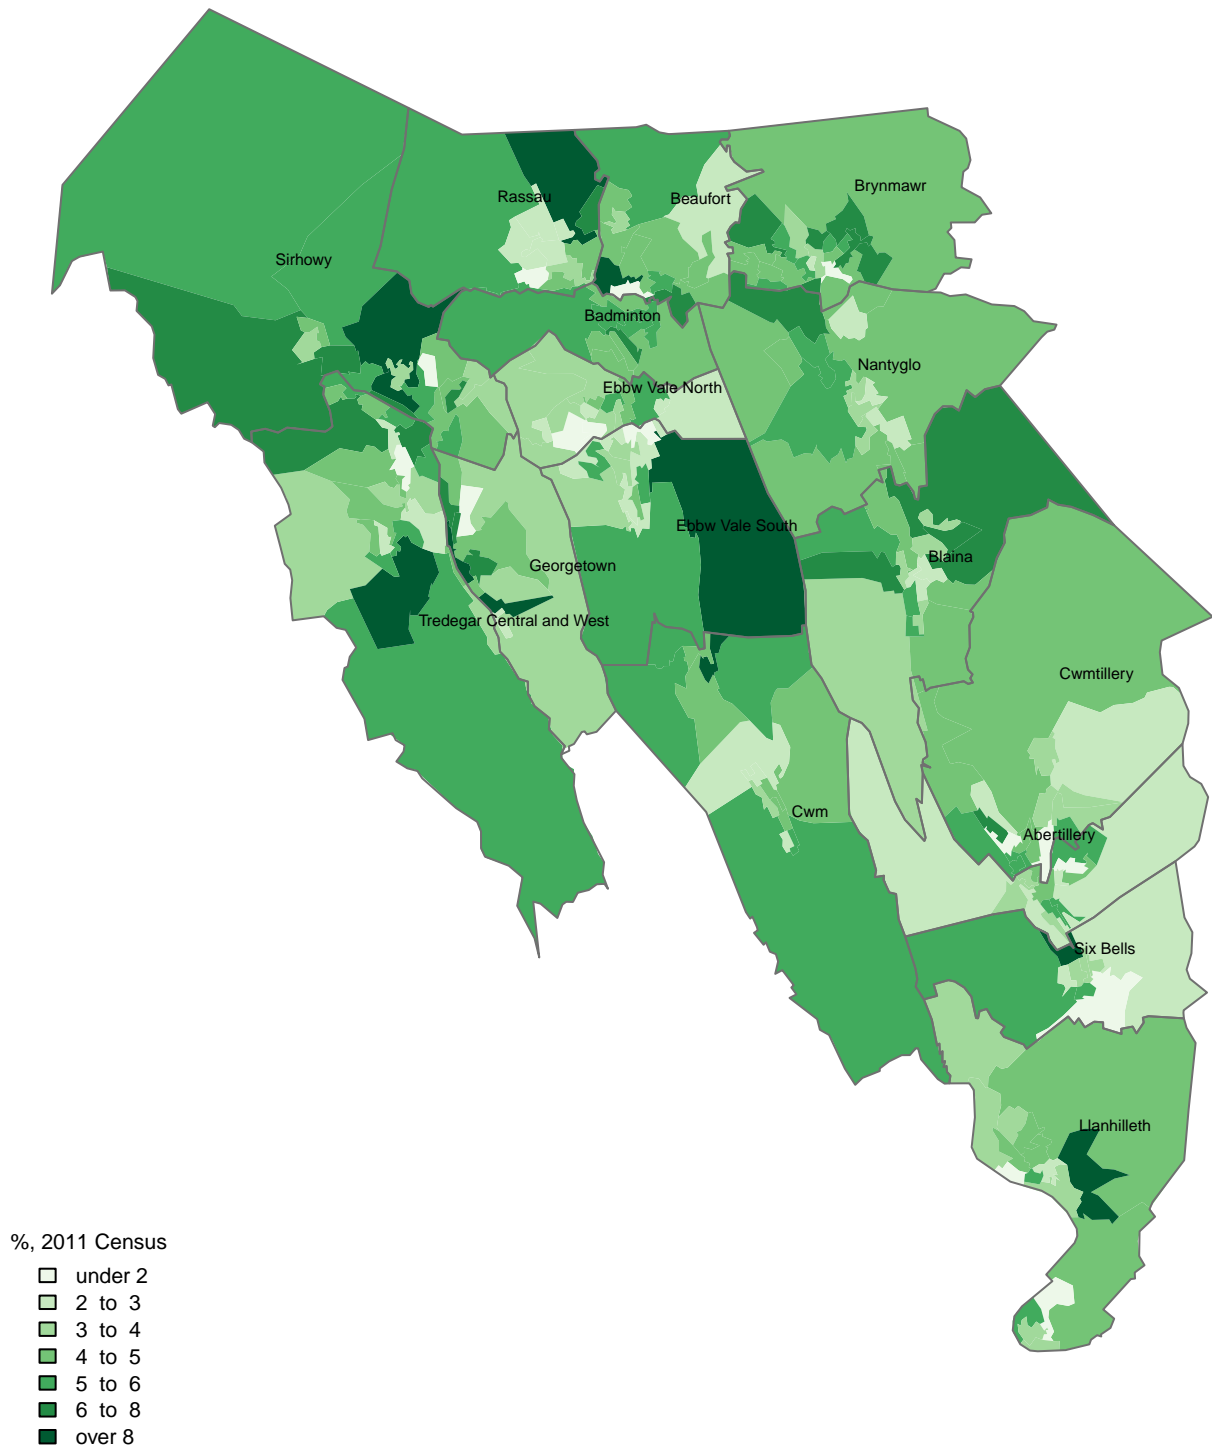 Rassau
Beaufort
Brynmawr
Sirhowy
Badminton
Nantyglo
Ebbw Vale North
Ebbw Vale South
Blaina
Georgetown
Tredegar Central and West
Cwmtillery
Cwm
Abertillery
Six Bells
Llanhilleth
%, 2011 Census
under 2
2 to 3
3 to 4
4 to 5
5 to 6
6 to 8
over 8